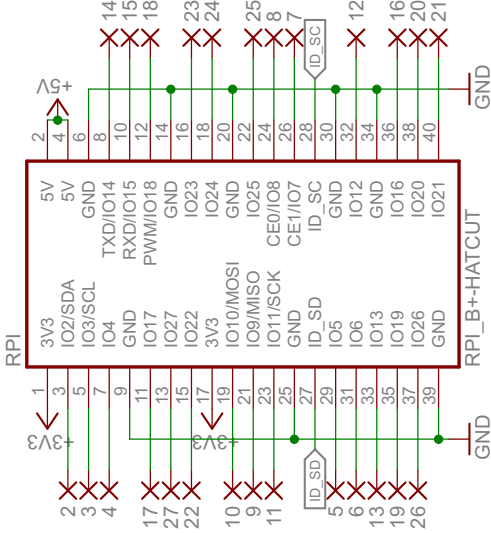 14
15
18
23
24
25
8
7
ID_SC
12
16
20
21
+5V
GND
2
4
6
8
10
12
14
16
18
20
22
24
26
28
30
32
34
36
38
40
5V
5V
GND
TXD/IO14
RXD/IO15
PWM/IO18
GND
IO23
IO24
GND
IO25
CE0/IO8
CE1/IO7
ID_SC
GND
IO12
GND
IO16
IO20
IO21
RPI
3V3
IO2/SDA
IO3/SCL
IO4
GND
IO17
IO27
IO22
3V3
IO10/MOSI
IO9/MISO
IO11/SCK
GND
ID_SD
IO5
IO6
IO13
IO19
IO26
GND
RPI_B+-HATCUT
1
3
5
7
9
11
13
15
17
19
21
23
25
27
29
31
33
35
37
39
+3V3
+3V3
GND
2
3
4
17
27
22
10
9
11
ID_SD
5
6
13
19
26